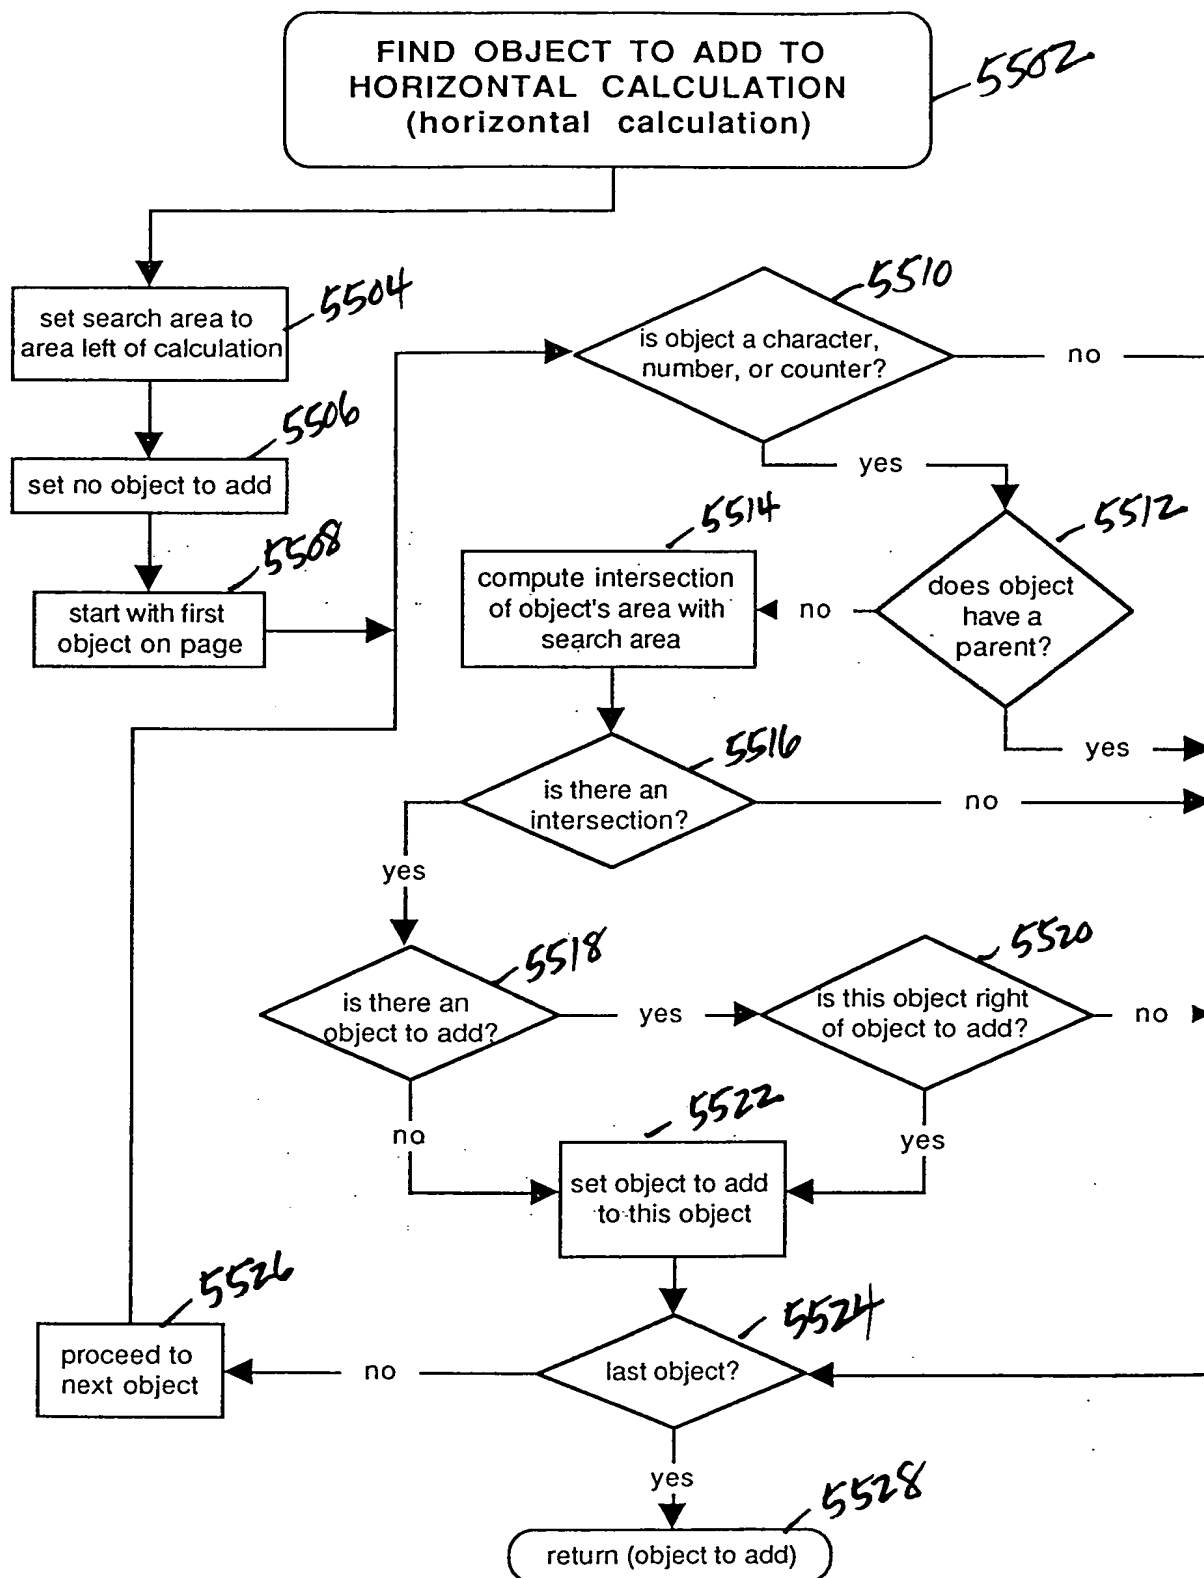 FIND OBJECT TO ADD TO
HORIZONTAL CALCULATION
(horizontal calculation)
5502
set search area to
area left of calculation
5504
set no object to add
5506
start with first
object on page
5508
is object a character,
number, or counter?
5510
no
yes
does object
have a
parent?
5512
no
yes
compute intersection
of object's area with
search area
5514
is there an
intersection?
5516
no
yes
is there an
object to add?
5518
yes
no
is this object right
of object to add?
5520
no
yes
set object to add
to this object
5522
last object?
5524
no
yes
proceed to
next object
5526
return (object to add)
5528